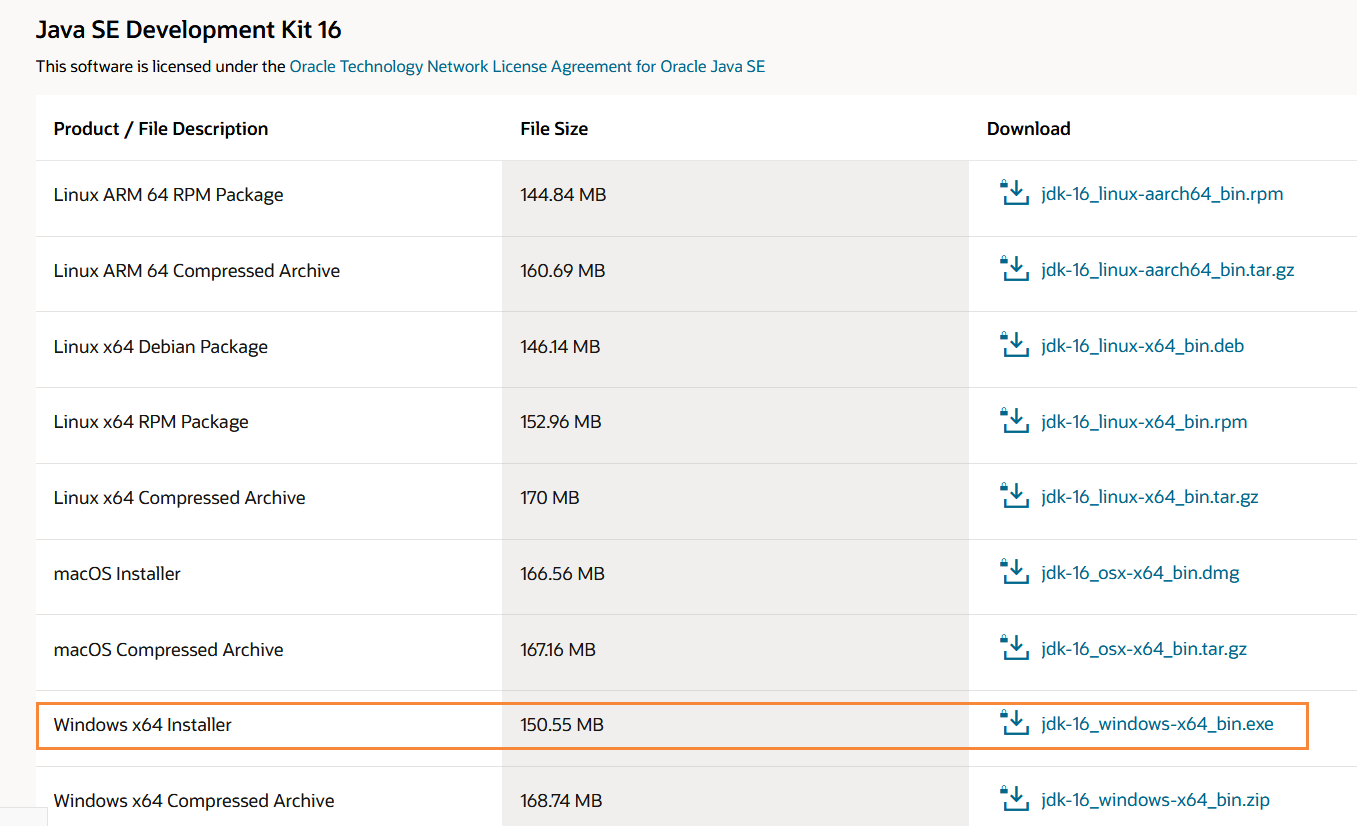 Java SE Development Kit 16
This software is licensed under the Oracle Technology Network License Agreement for Oracle Java SE
Product / File Description File Size Download
Linux ARM 64 RPM Package 144.84 MB jdk-16_linux-aarch64_bin.rpm
Linux ARM 64 Compressed Archive 160.69 MB jdk-16_linux-aarch64_bin.tar.gz
Linux x64 Debian Package 146.14 MB jdk-16_linux-x64_bin.deb
Linux x64 RPM Package 152.96 MB jdk-16_linux-x64_bin.rpm
Linux x64 Compressed Archive 170 MB jdk-16_linux-x64_bin.tar.gz
macOS Installer 166.56 MB jdk-16_osx-x64_bin.dmg
macOS Compressed Archive 167.16 MB jdk-16_osx-x64_bin.tar.gz
Windows x64 Installer 150.55 MB jdk-16_windows-x64_bin.exe
Windows x64 Compressed Archive 168.74 MB jdk-16_windows-x64_bin.zip